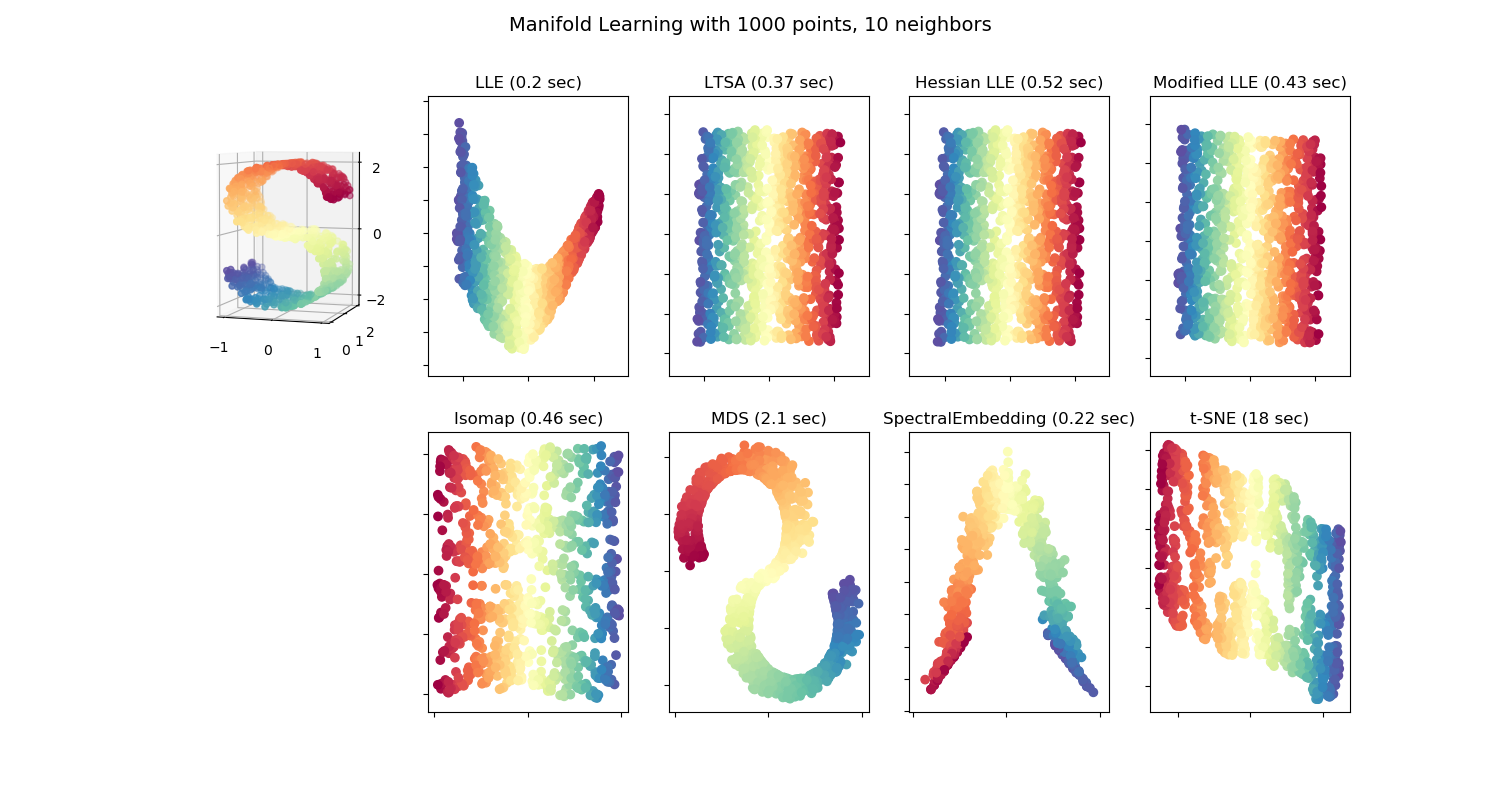 Manifold Learning with 1000 points, 10 neighbors
LLE (0.2 sec)
LTSA (0.37 sec)
Hessian LLE (0.52 sec)
Modified LLE (0.43 sec)
2
0
−2
−1
0
1
0
1
2
Isomap (0.46 sec)
MDS (2.1 sec)
SpectralEmbedding (0.22 sec)
t-SNE (18 sec)